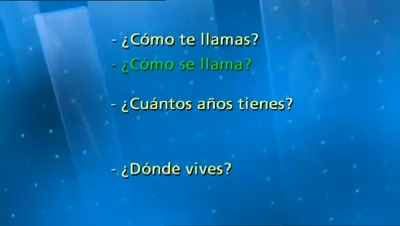 - ¿Cómo te llamas?
- ¿Cómo se llama?
- ¿Cuántos años tienes?
- ¿Dónde vives?